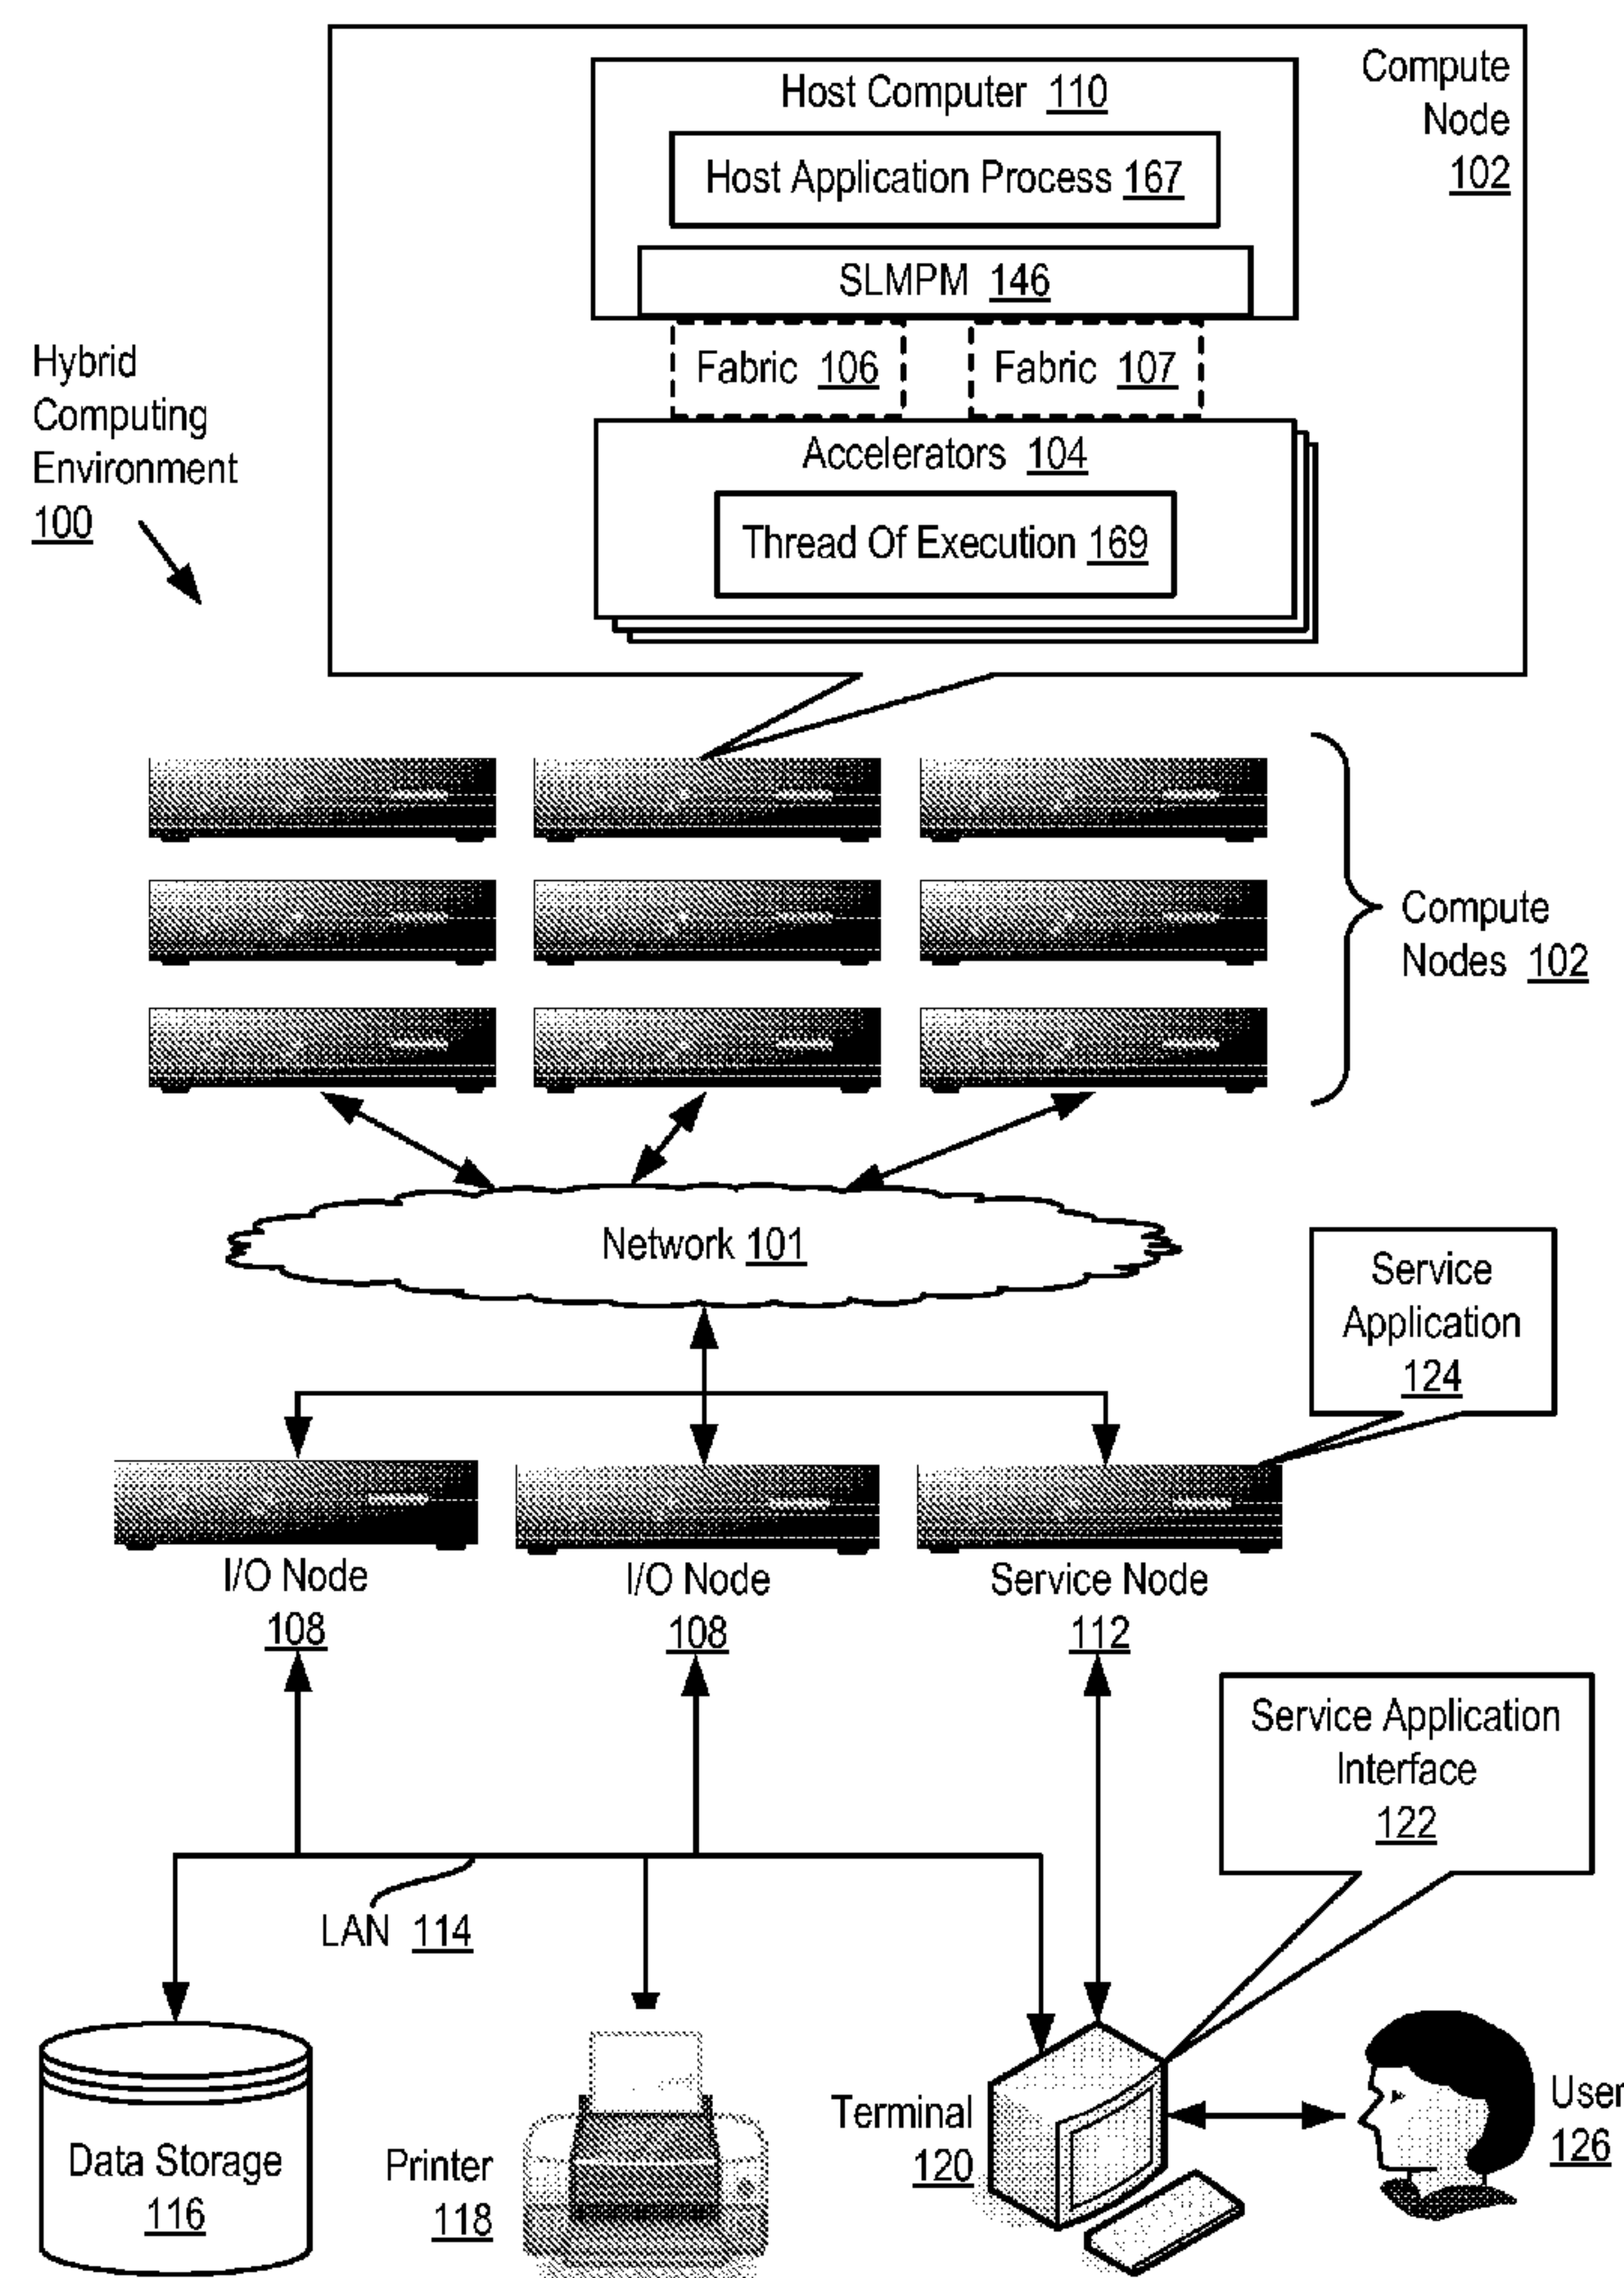 Compute
Node
102
Host Computer 110
Host Application Process 167
SLMPM 146
Fabric 106
Fabric 107
Accelerators 104
Thread Of Execution 169
Hybrid
Computing
Environment
100
Compute
Nodes 102
Network 101
Service
Application
124
I/O Node
108
I/O Node
108
Service Node
112
Service Application
Interface
122
LAN 114
Data Storage
116
Printer
118
Terminal
120
User
126